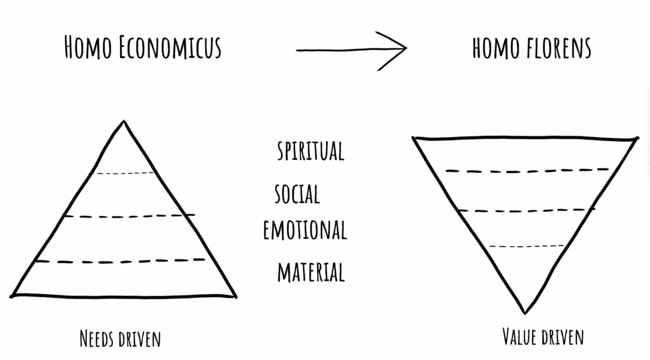 Homo Economicus
homo florens
spiritual
social
emotional
material
Needs driven
Value driven